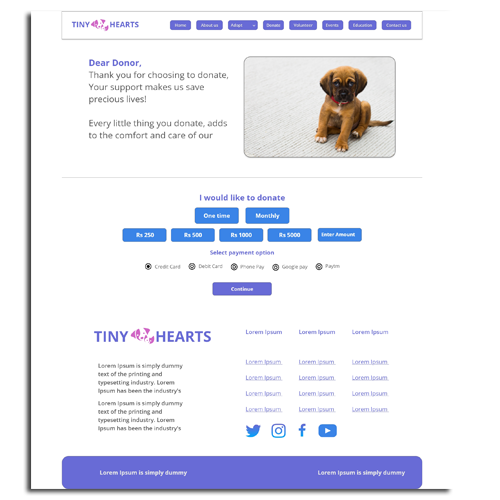 TINY HEARTS
Home About us Adopt Donate Volunteer Events Education Contact us
Dear Donor,
Thank you for choosing to donate,
Your support makes us save
precious lives!
Every little thing you donate, adds
to the comfort and care of our
I would like to donate
One time Monthly
Rs 250 Rs 500 Rs 1000 Rs 5000 Enter Amount
Select payment option
Credit Card Debit Card Phone Pay Google pay Paytm
Continue
TINY HEARTS
Lorem Ipsum is simply dummy
text of the printing and
typesetting industry. Lorem
Ipsum has been the industry's
Lorem Ipsum is simply dummy
text of the printing and
typesetting industry. Lorem
Ipsum has been the industry's
Lorem Ipsum Lorem Ipsum Lorem Ipsum
Lorem Ipsum Lorem Ipsum Lorem Ipsum
Lorem Ipsum Lorem Ipsum Lorem Ipsum
Lorem Ipsum Lorem Ipsum Lorem Ipsum
Lorem Ipsum Lorem Ipsum Lorem Ipsum
Lorem Ipsum is simply dummy Lorem Ipsum is simply dummy